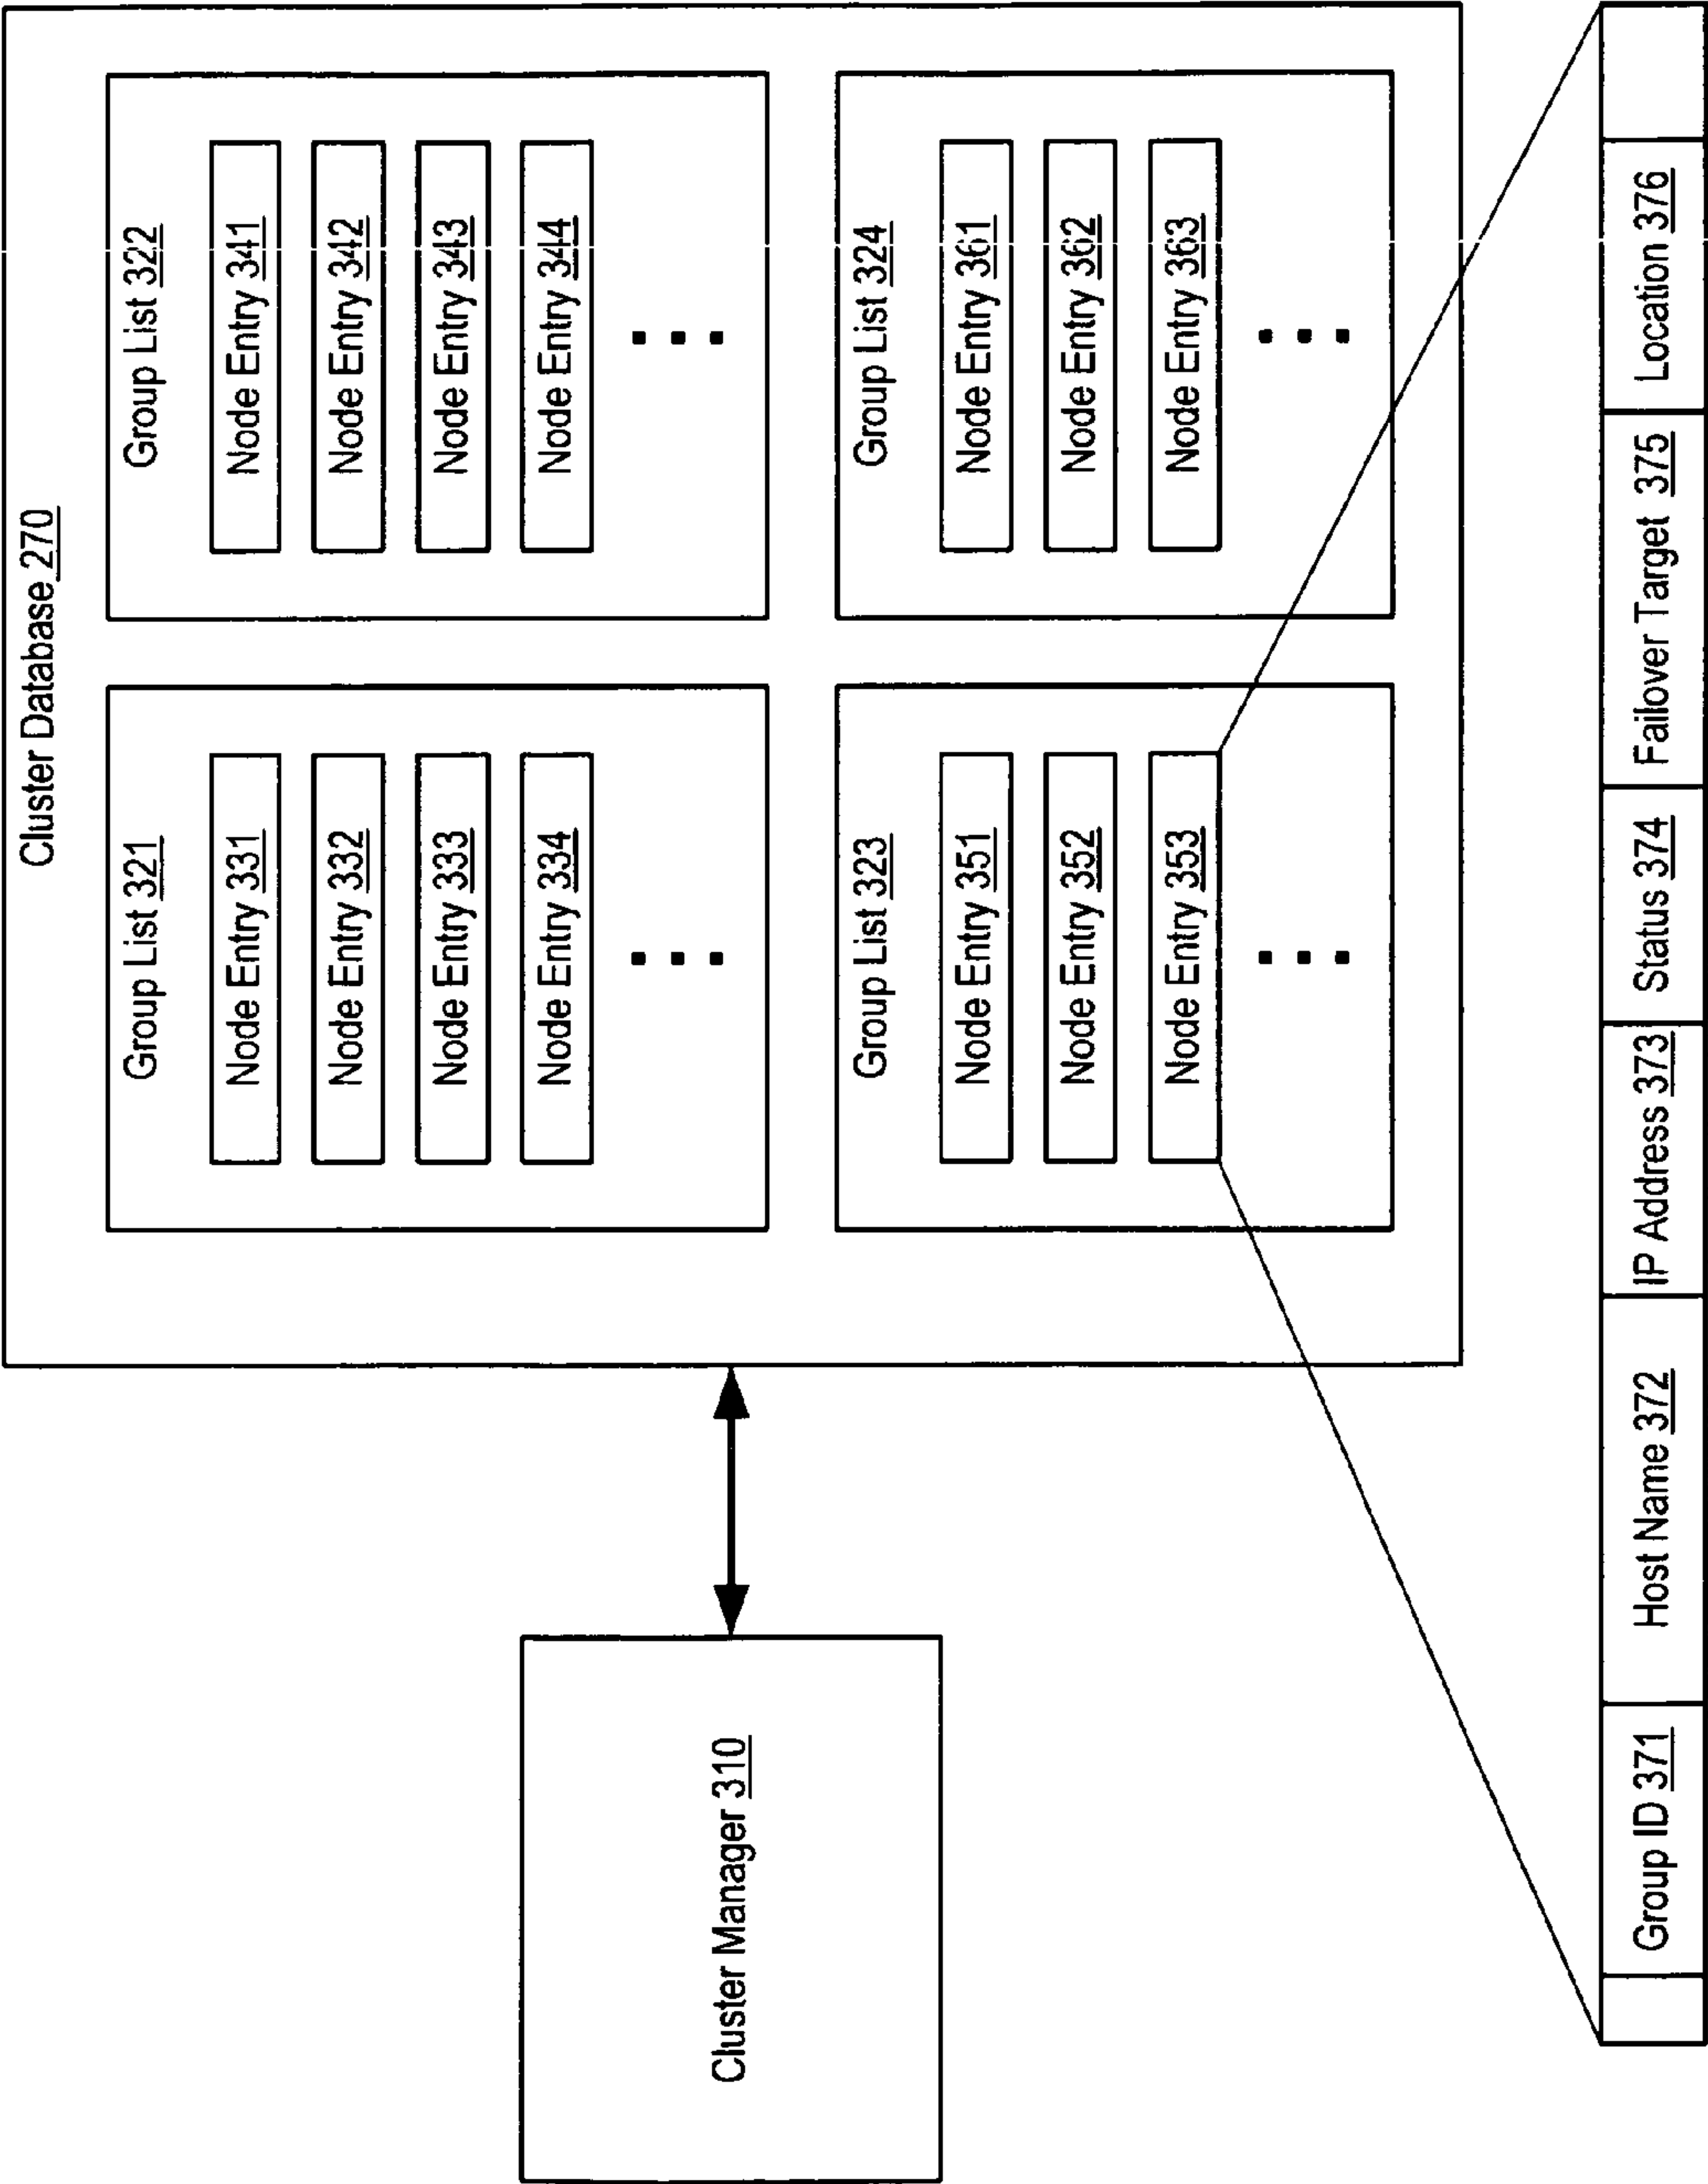 Cluster Database 270
Group List 321
Node Entry 331
Node Entry 332
Node Entry 333
Node Entry 334
Group List 322
Node Entry 341
Node Entry 342
Node Entry 343
Node Entry 344
Group List 323
Node Entry 351
Node Entry 352
Node Entry 353
Group List 324
Node Entry 361
Node Entry 362
Node Entry 363
Cluster Manager 310
Group ID 371
Host Name 372
IP Address 373
Status 374
Failover Target 375
Location 376